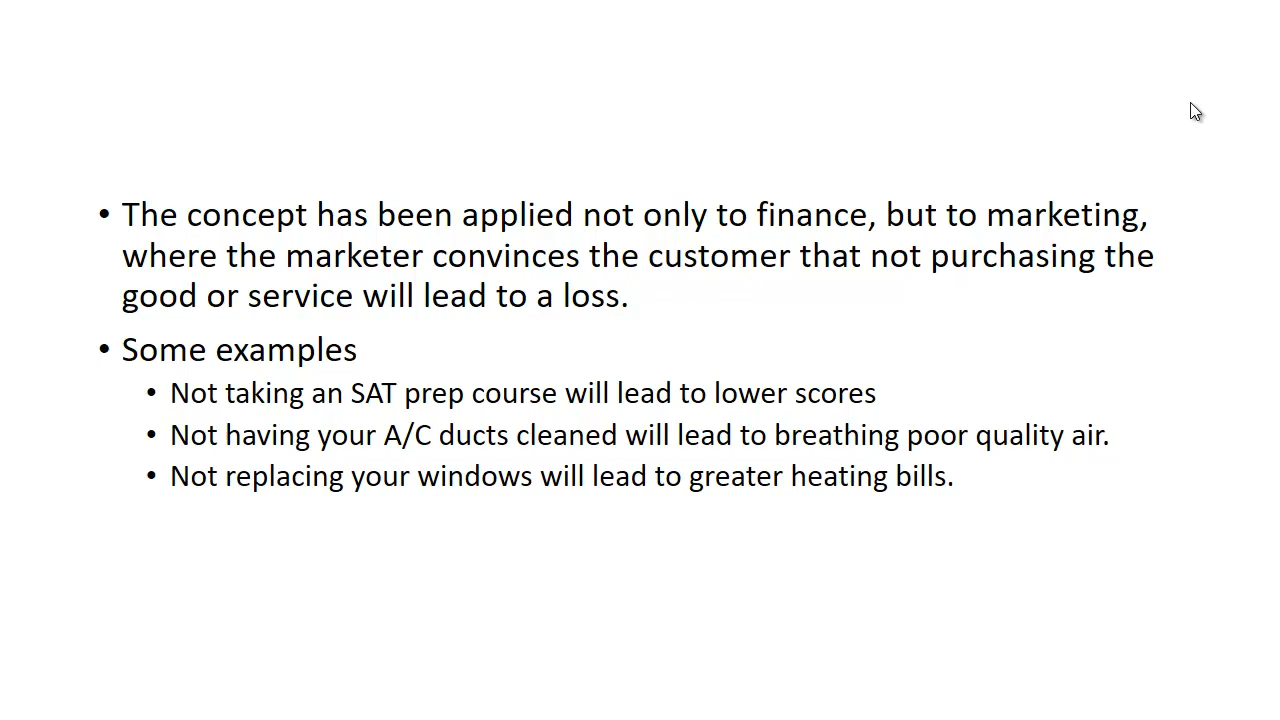 • The concept has been applied not only to finance, but to marketing,
where the marketer convinces the customer that not purchasing the
good or service will lead to a loss.
• Some examples
• Not taking an SAT prep course will lead to lower scores
• Not having your A/C ducts cleaned will lead to breathing poor quality air.
• Not replacing your windows will lead to greater heating bills.